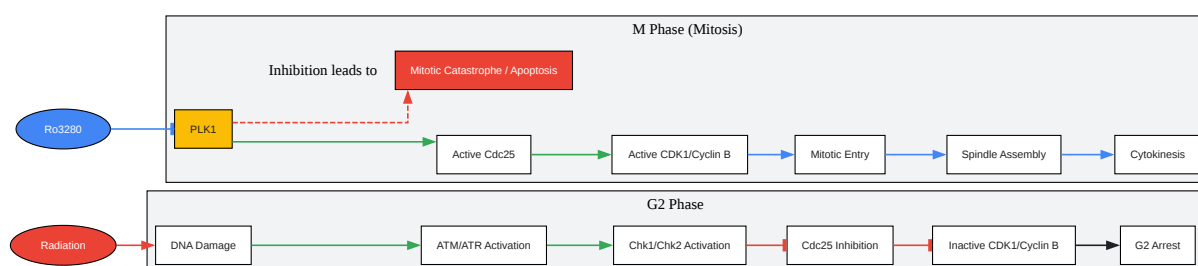 M Phase (Mitosis)
Inhibition leads to
Mitotic Catastrophe / Apoptosis
Ro3280
PLK1
Active Cdc25
Active CDK1/Cyclin B
Mitotic Entry
Spindle Assembly
Cytokinesis
G2 Phase
Radiation
DNA Damage
ATM/ATR Activation
Chk1/Chk2 Activation
Cdc25 Inhibition
Inactive CDK1/Cyclin B
G2 Arrest